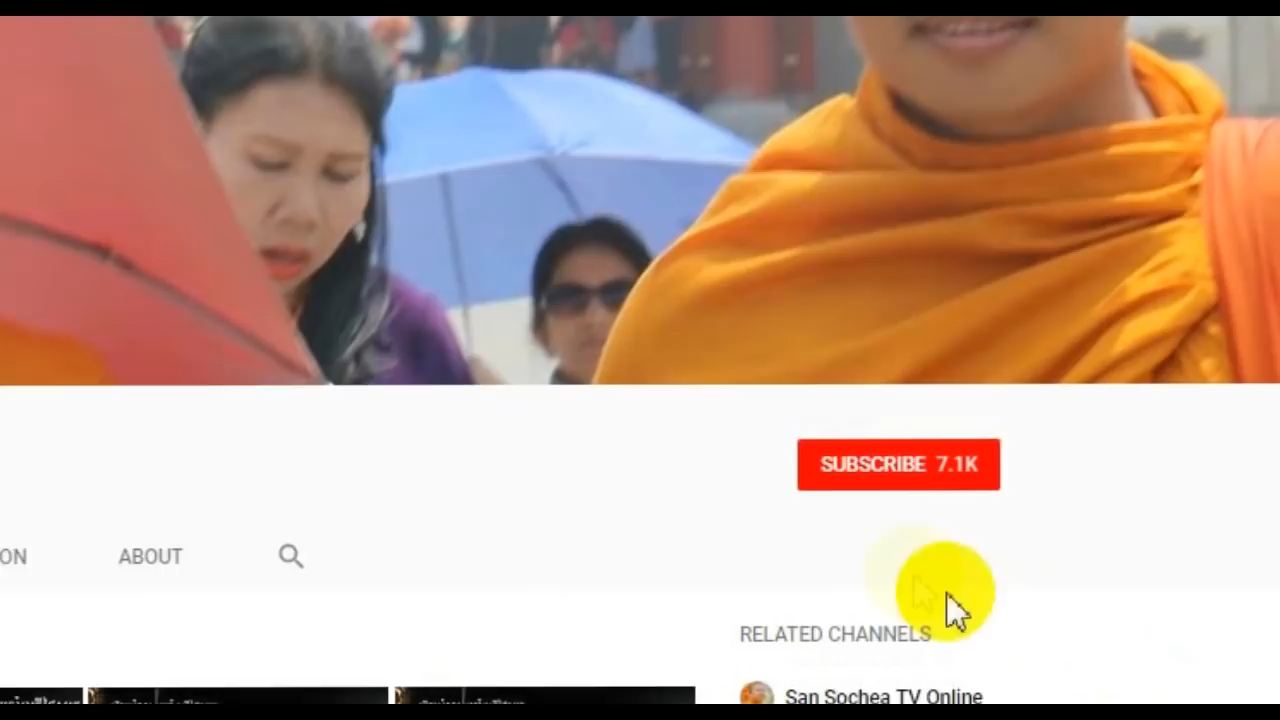 SUBSCRIBE 7.1K
ON ABOUT
RELATED CHANNELS
San Sochea TV Online